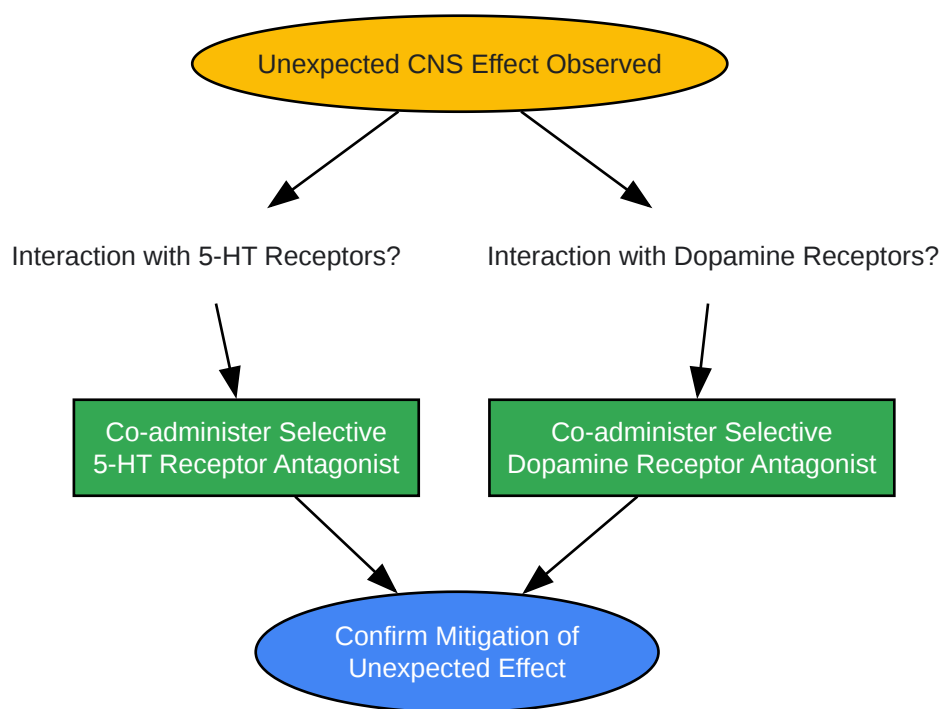 Unexpected CNS Effect Observed
Interaction with 5-HT Receptors?
Interaction with Dopamine Receptors?
Co-administer Selective
5-HT Receptor Antagonist
Co-administer Selective
Dopamine Receptor Antagonist
Confirm Mitigation of
Unexpected Effect